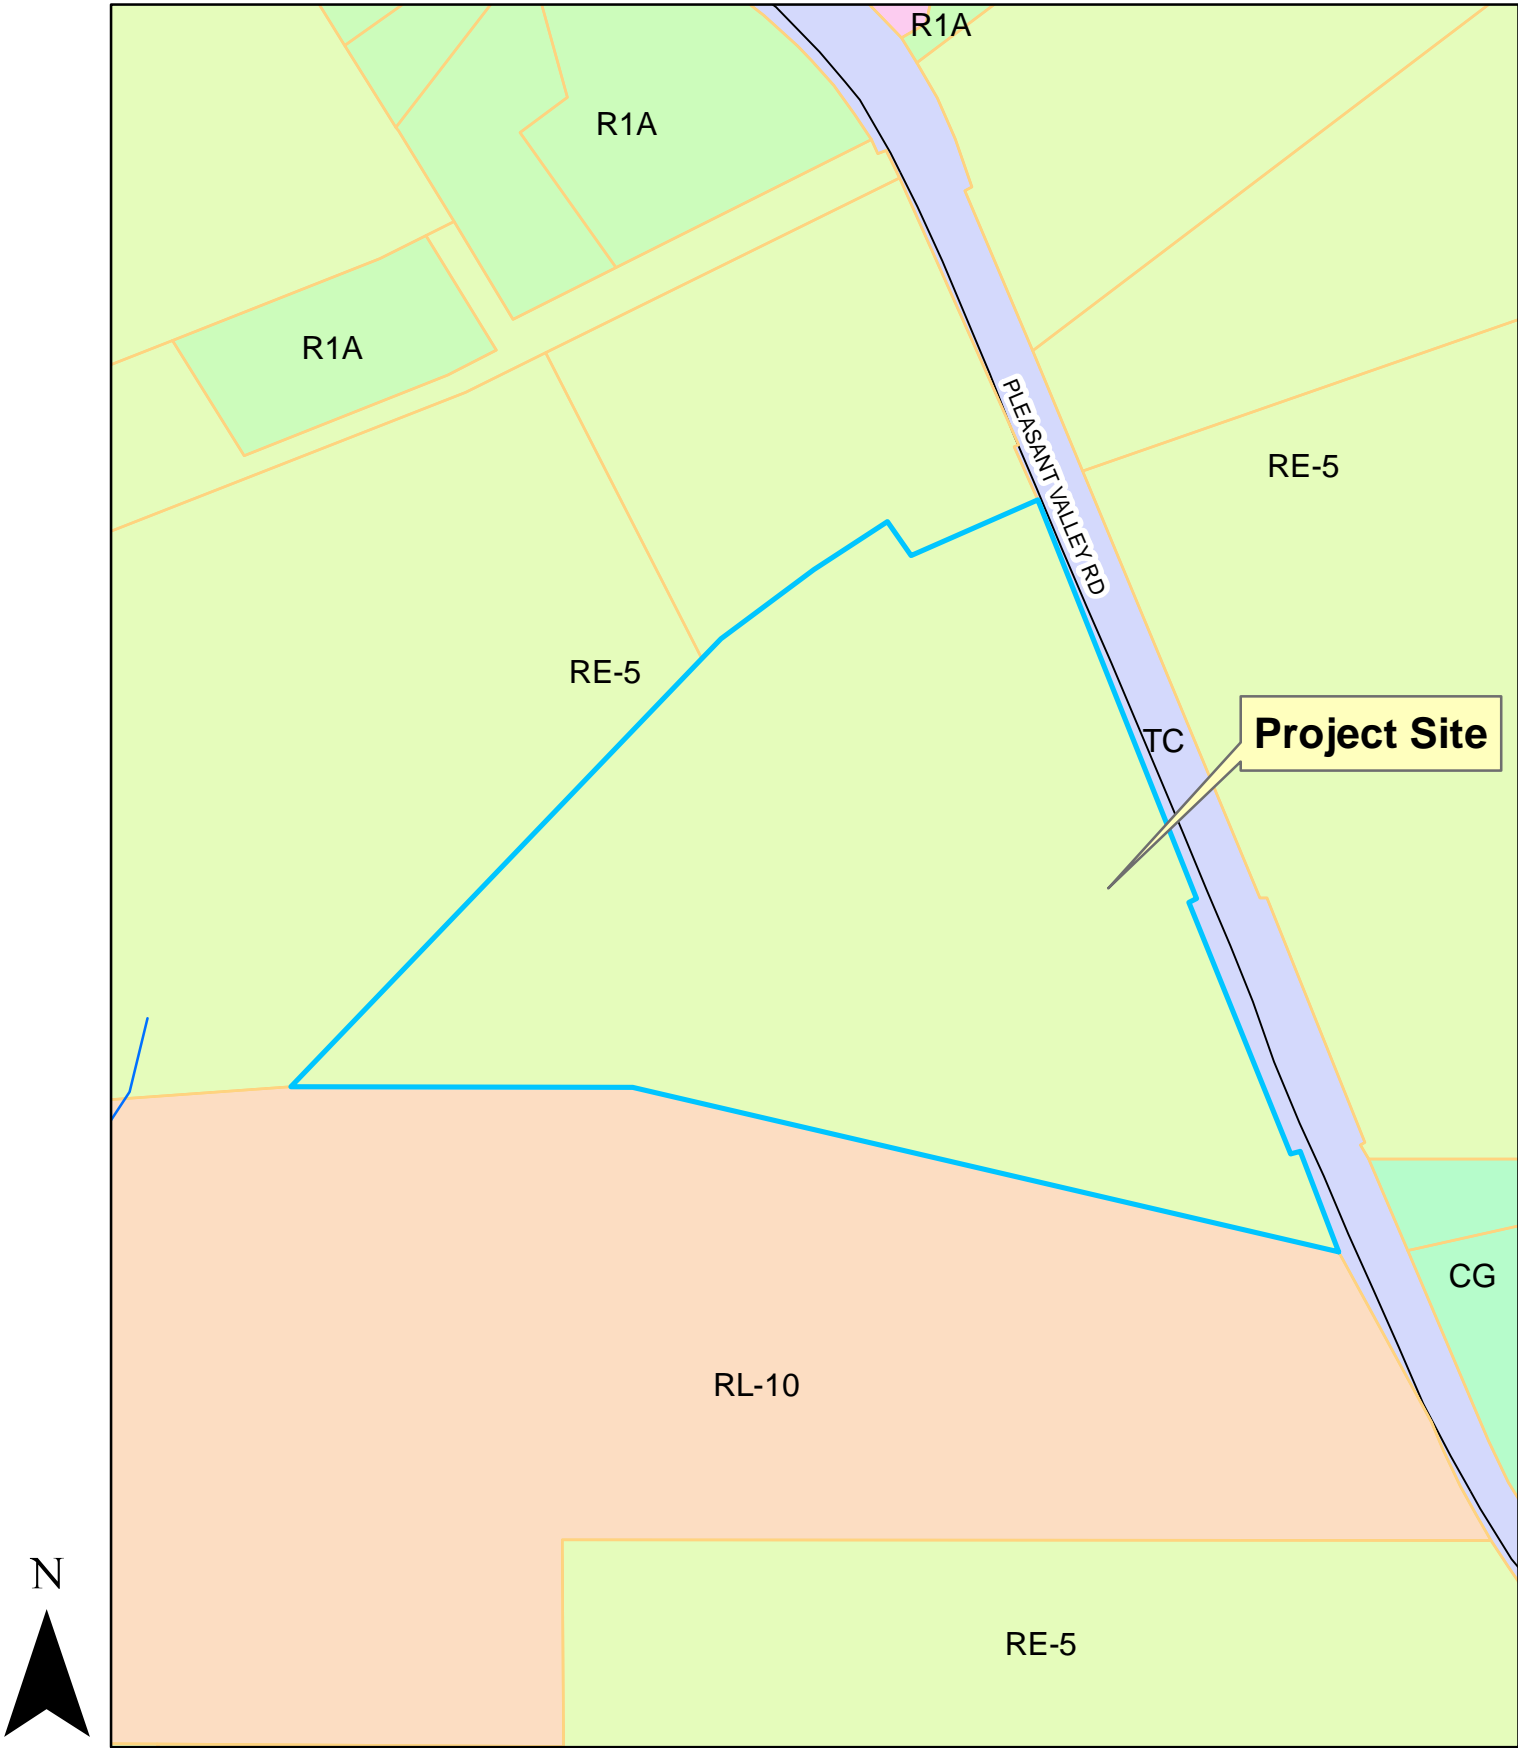 R1A
R1A
R1A
PLEASANT VALLEY RD
RE-5
RE-5
TC
Project Site
CG
RL-10
N
RE-5